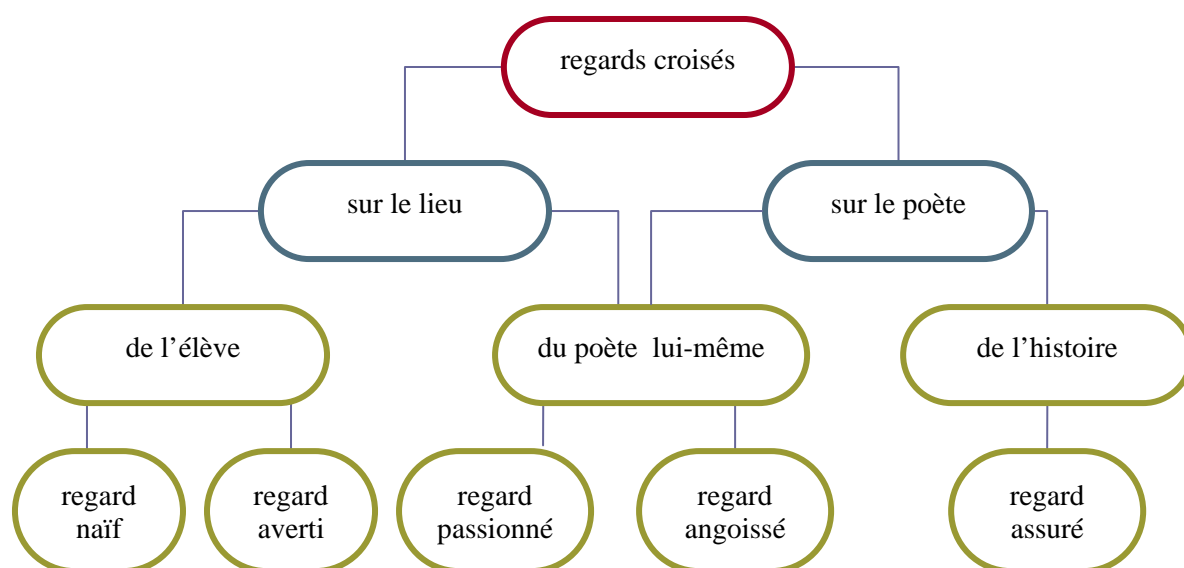 regards croisés
sur le lieu
sur le poète
de l’élève
du poète lui-même
de l’histoire
regard
naïf
regard
averti
regard
passionné
regard
angoissé
regard
assuré